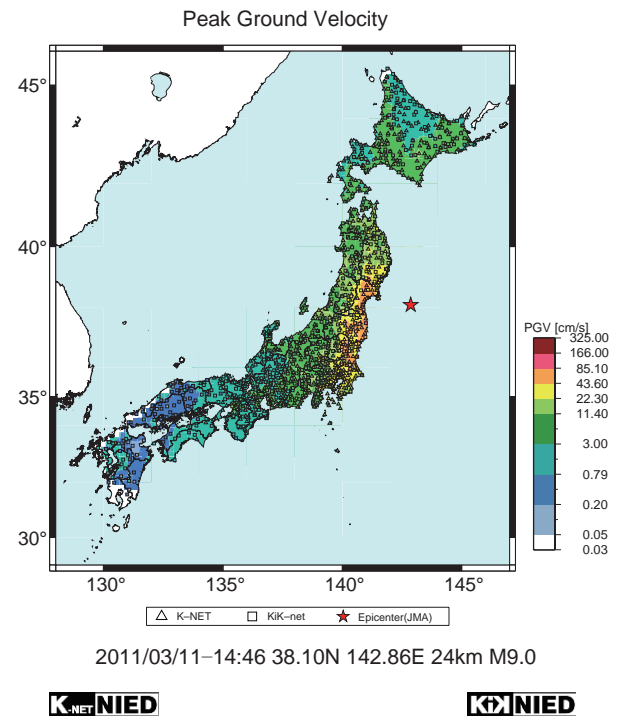 Peak Ground Velocity
45°
40°
35°
30°
130° 135° 140° 145°
PGV [cm/s]
325.00
166.00
85.10
43.60
22.30
11.40
3.00
0.79
0.20
0.05
0.03
K–NET KiK–net Epicenter(JMA)
2011/03/11–14:46 38.10N 142.86E 24km M9.0
K-NET NIED KiK NIED